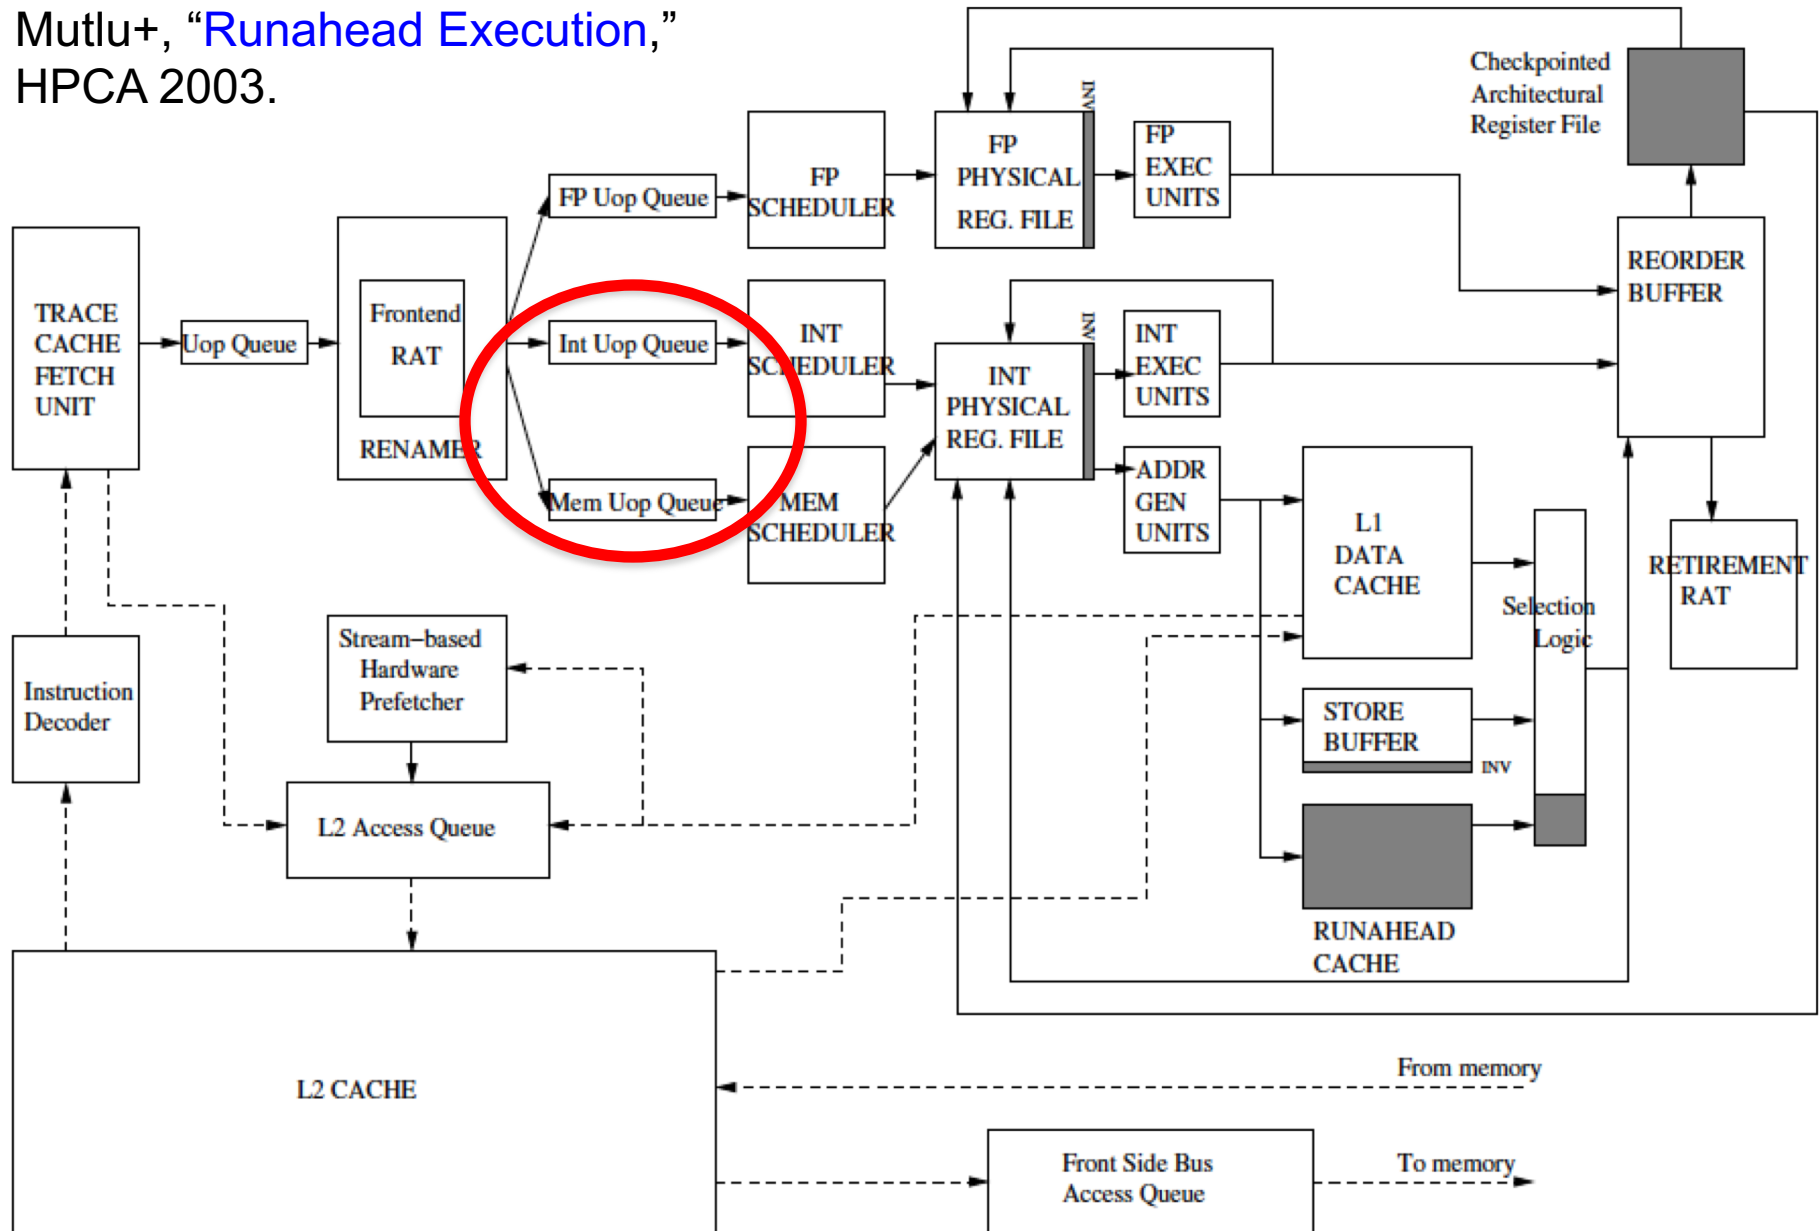 Mutlu+, “Runahead Execution,”
HPCA 2003.
Checkpointed
Architectural
Register File
INV
FP
PHYSICAL
REG. FILE
FP
EXEC
UNITS
FP Uop Queue
FP
SCHEDULER
REORDER
BUFFER
TRACE
CACHE
FETCH
UNIT
Uop Queue
Frontend
RAT
RENAMER
Int Uop Queue
INT
SCHEDULER
INV
INT
PHYSICAL
REG. FILE
INT
EXEC
UNITS
Mem Uop Queue
MEM
SCHEDULER
ADDR
GEN
UNITS
L1
DATA
CACHE
Selection
Logic
RETIREMENT
RAT
Instruction
Decoder
Stream−based
Hardware
Prefetcher
STORE
BUFFER
INV
L2 Access Queue
RUNAHEAD
CACHE
L2 CACHE
From memory
Front Side Bus
Access Queue
To memory